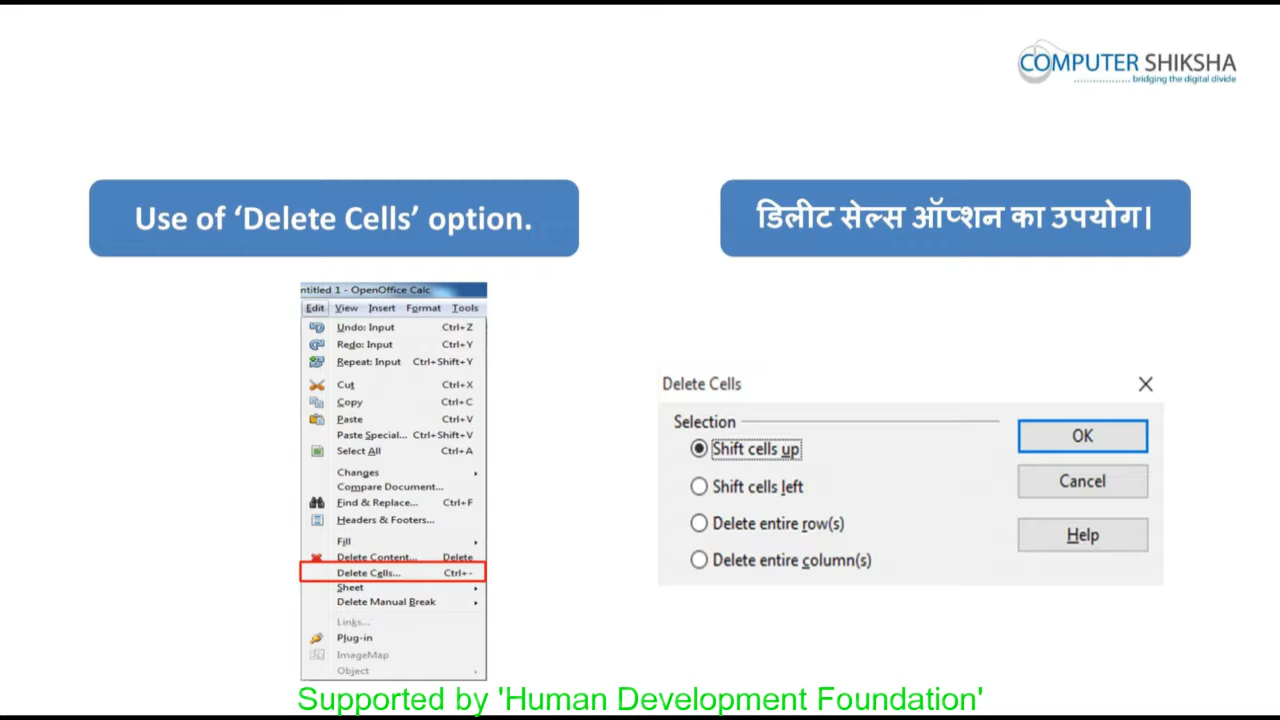 COMPUTER SHIKSHA
.................. bridging the digital divide
Use of ‘Delete Cells’ option.
डिलीट सेल्स ऑप्शन का उपयोग।
ntitled 1 - OpenOffice Calc
Edit View Insert Format Tools
Undo: Input Ctrl+Z
Redo: Input Ctrl+Y
Repeat: Input Ctrl+Shift+Y
Cut Ctrl+X
Copy Ctrl+C
Paste Ctrl+V
Paste Special... Ctrl+Shift+V
Select All Ctrl+A
Changes
Compare Document...
Find & Replace... Ctrl+F
Headers & Footers...
Fill
Delete Content... Delete
Delete Cells... Ctrl+-
Sheet
Delete Manual Break
Links...
Plug-in
ImageMap
Object
Delete Cells
Selection
Shift cells up
Shift cells left
Delete entire row(s)
Delete entire column(s)
OK
Cancel
Help
Supported by 'Human Development Foundation'